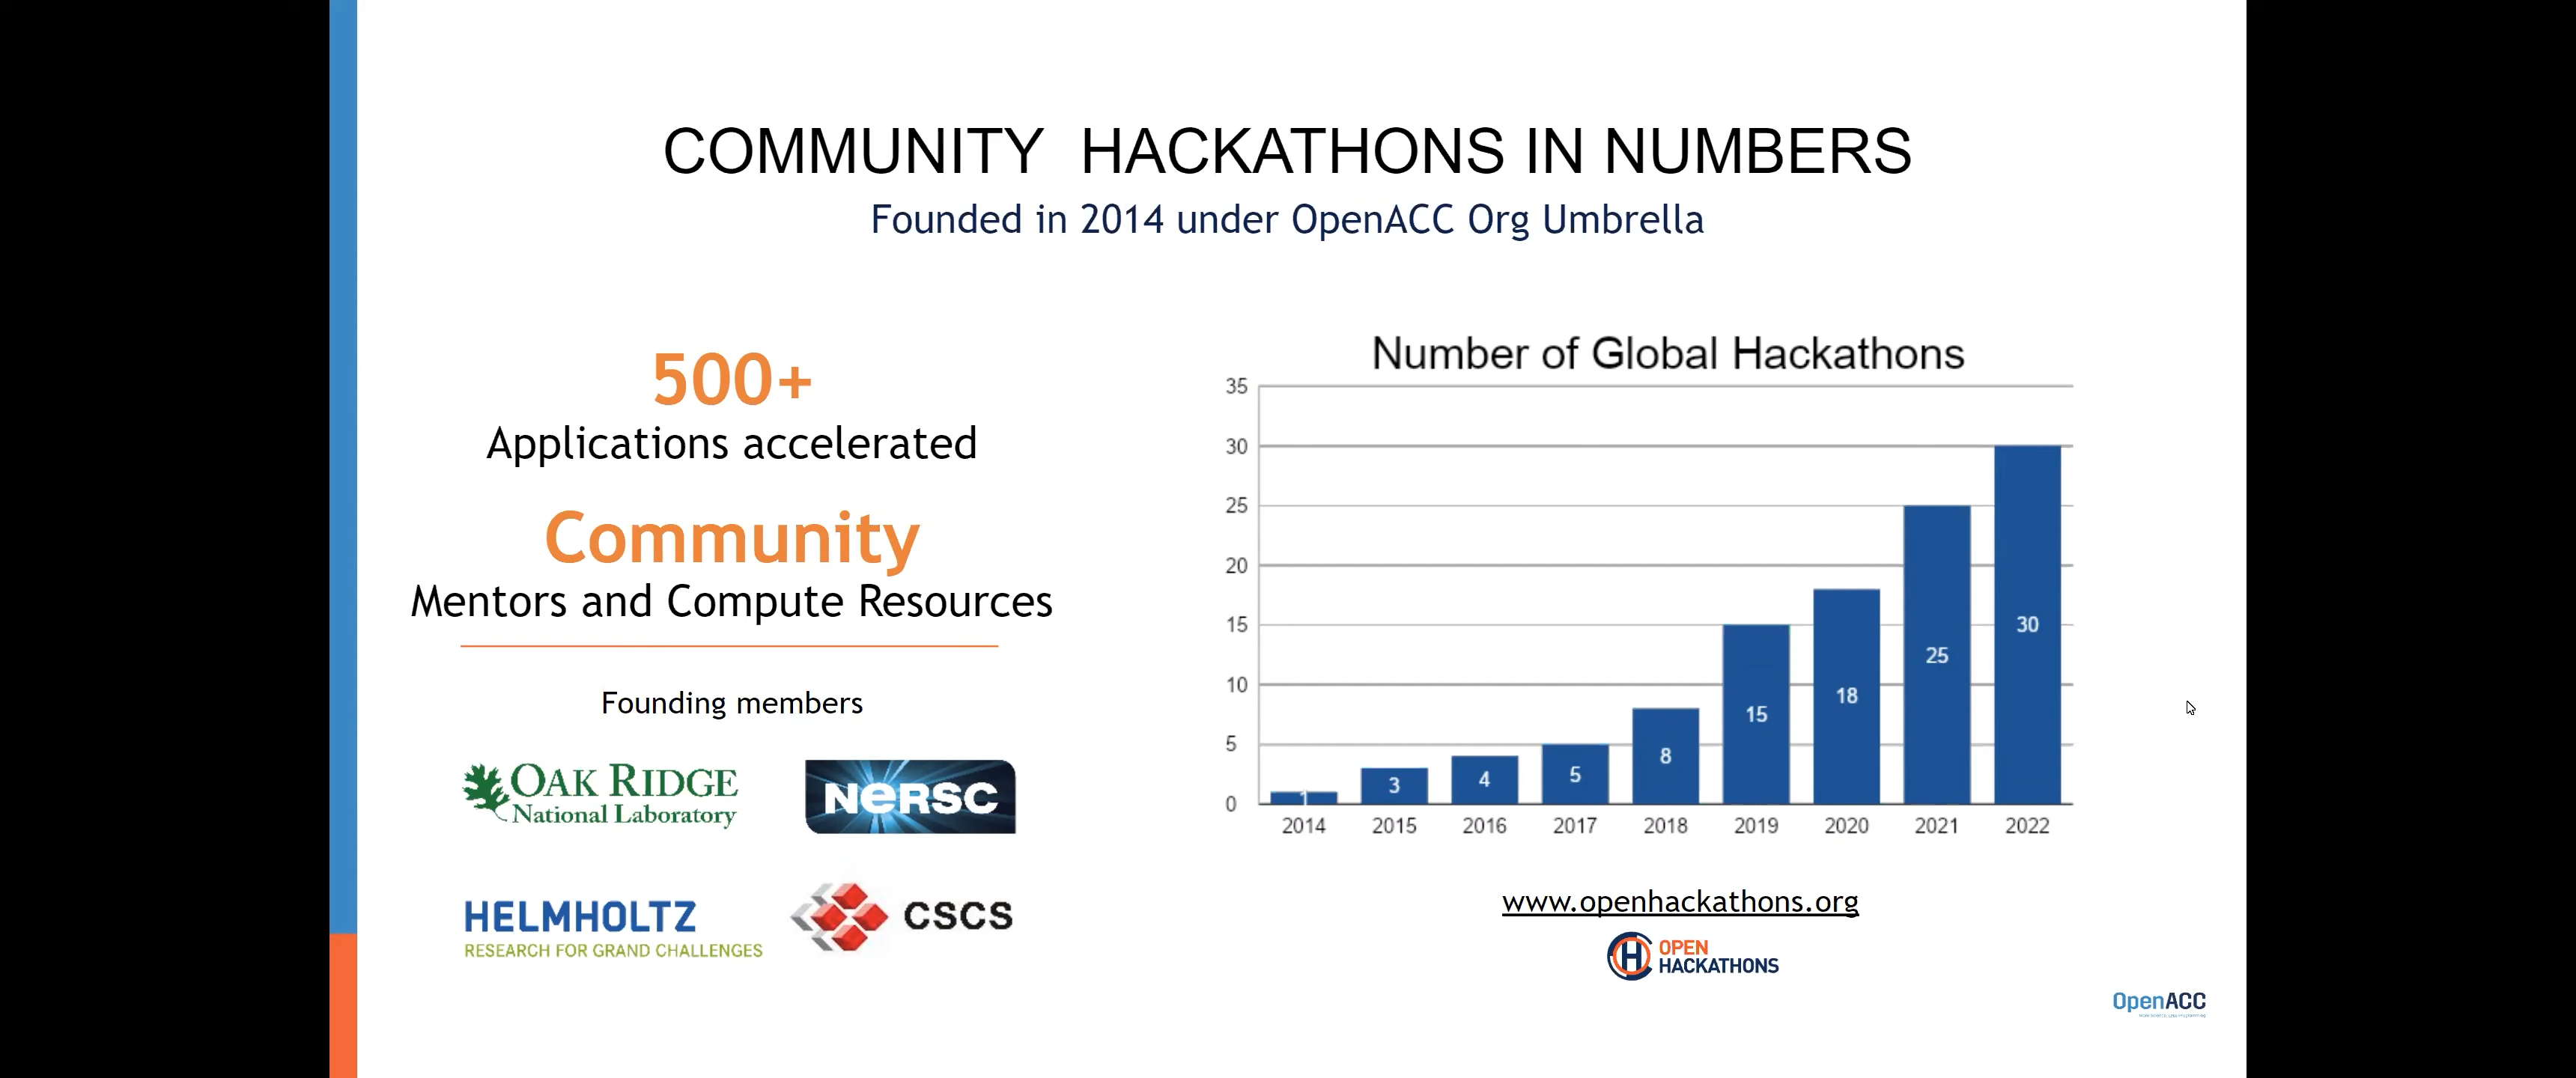 COMMUNITY  HACKATHONS IN NUMBERS
Founded in 2014 under OpenACC Org Umbrella
500+
Applications accelerated
Community
Mentors and Compute Resources
Founding members
OAK RIDGE
National Laboratory
NERSC
HELMHOLTZ
RESEARCH FOR GRAND CHALLENGES
CSCS
Number of Global Hackathons
35
30
25
20
15
10
5
0
1
3
4
5
8
15
18
25
30
2014 2015 2016 2017 2018 2019 2020 2021 2022
www.openhackathons.org
OPEN
HACKATHONS
OpenACC